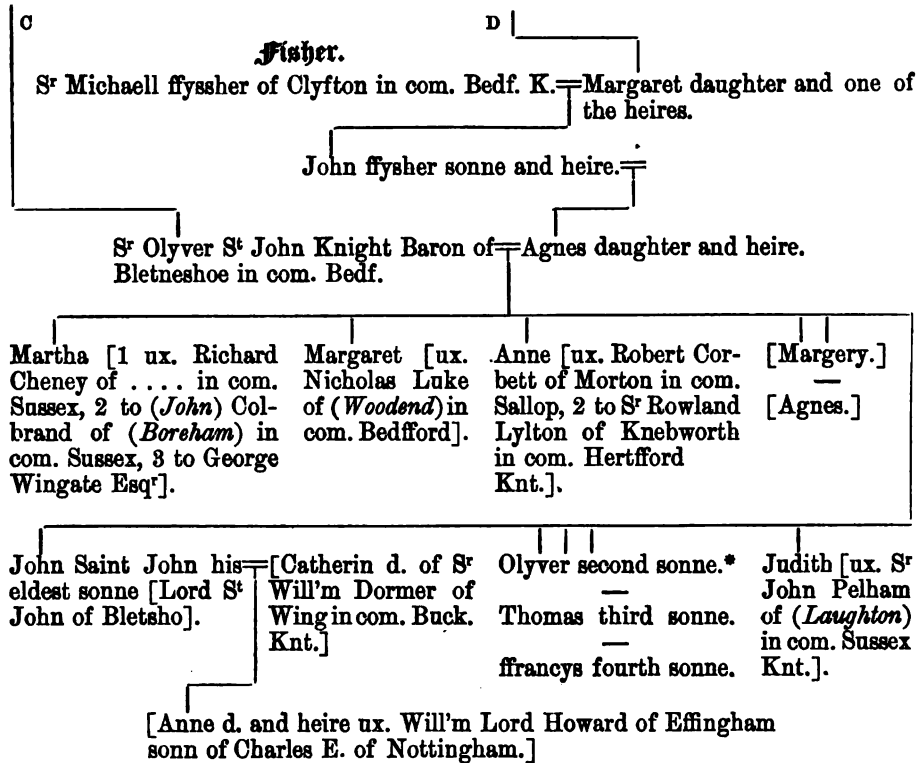 C
D
Fisher.
Sʳ Michaell ffyssher of Clyfton in com. Bedf. K.
Margaret daughter and one of
the heires.
John ffysher sonne and heire.
Sʳ Olyver Sᵗ John Knight Baron of
Bletneshoe in com. Bedf.
Agnes daughter and heire.
Martha [1 ux. Richard
Cheney of .... in com.
Sussex, 2 to (John) Col-
brand of (Boreham) in
com. Sussex, 3 to George
Wingate Esqʳ].
Margaret [ux.
Nicholas Luke
of (Woodend) in
com. Bedfford].
Anne [ux. Robert Cor-
bett of Morton in com.
Sallop, 2 to Sʳ Rowland
Lylton of Knebworth
in com. Hertfford
Knt.].
[Margery.]
—
[Agnes.]
John Saint John his
eldest sonne [Lord Sᵗ
John of Bletsho].
[Catherin d. of Sʳ
Will'm Dormer of
Wing in com. Buck.
Knt.]
Olyver second sonne.*
—
Thomas third sonne.
—
ffrancys fourth sonne.
Judith [ux. Sʳ
John Pelham
of (Laughton)
in com. Sussex
Knt.].
[Anne d. and heire ux. Will'm Lord Howard of Effingham
sonn of Charles E. of Nottingham.]